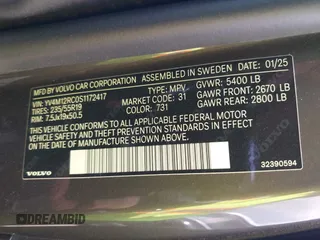 MFD. BY VOLVO CAR CORPORATION ASSEMBLED IN SWEDEN DATE: 01/25
VIN: YV4M12RC0S1172417 TYPE: MPV GVWR: 5400 LB
TIRES: 235/55R19 MARKET CODE: 31 GAWR FRONT: 2670 LB
RIM: 7.5Jx19x50.5 COLOR: 731 GAWR REAR: 2800 LB
THIS VEHICLE CONFORMS TO ALL APPLICABLE FEDERAL MOTOR
VEHICLE SAFETY AND THEFT PREVENTION STANDARDS IN EFFECT
ON THE DATE OF MANUFACTURE SHOWN ABOVE.
32390594
VOLVO
DREAMBID